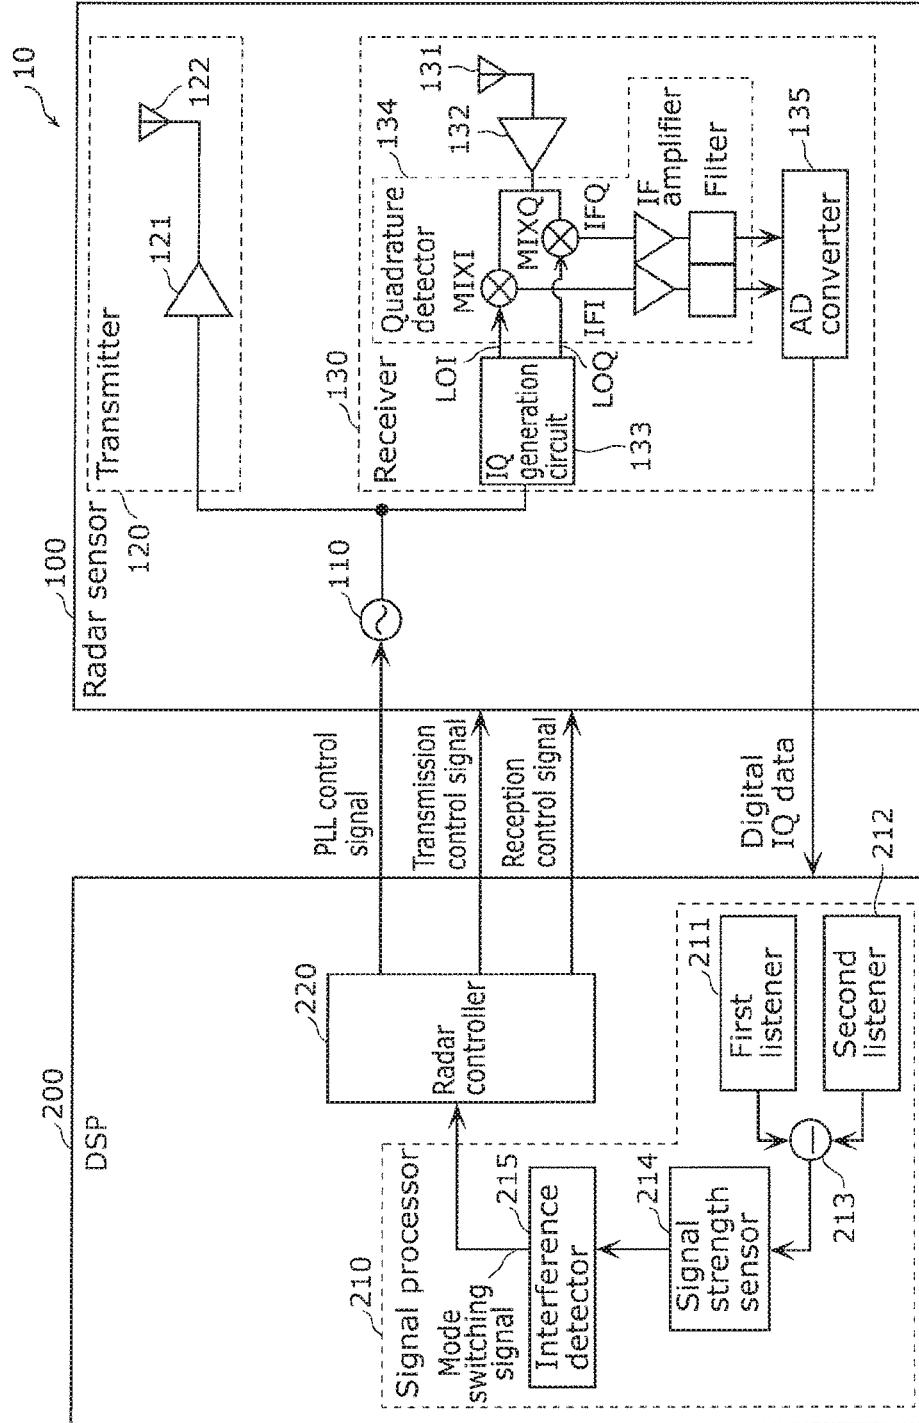 10
100
Radar sensor
120
Transmitter
121
122
110
130
Receiver
131
132
134
Quadrature
detector
MIXI
MIXQ
LOI
LOQ
IQ
generation
circuit
133
IFI
IFQ
IF
amplifier
Filter
135
AD
converter
PLL control
signal
Transmission
control signal
Reception
control signal
Digital
IQ data
200
DSP
220
Radar
controller
210
Signal processor
Mode
switching
signal
215
Interference
detector
214
Signal
strength
sensor
213
211
First
listener
212
Second
listener